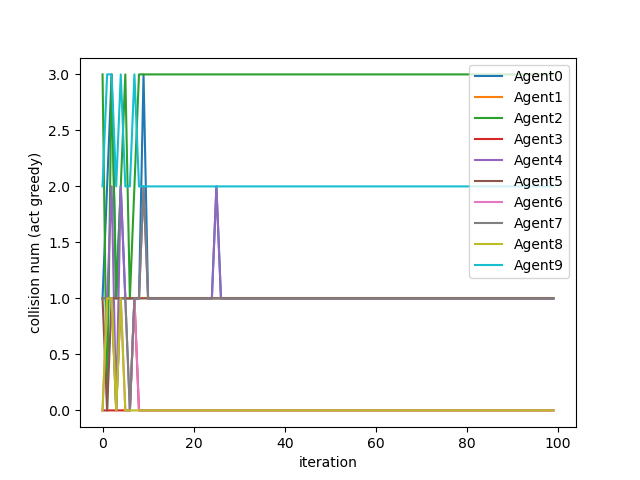 3.0
2.5
2.0
1.5
1.0
0.5
0.0
collision num (act greedy)
0
20
40
60
80
100
iteration
Agent0
Agent1
Agent2
Agent3
Agent4
Agent5
Agent6
Agent7
Agent8
Agent9